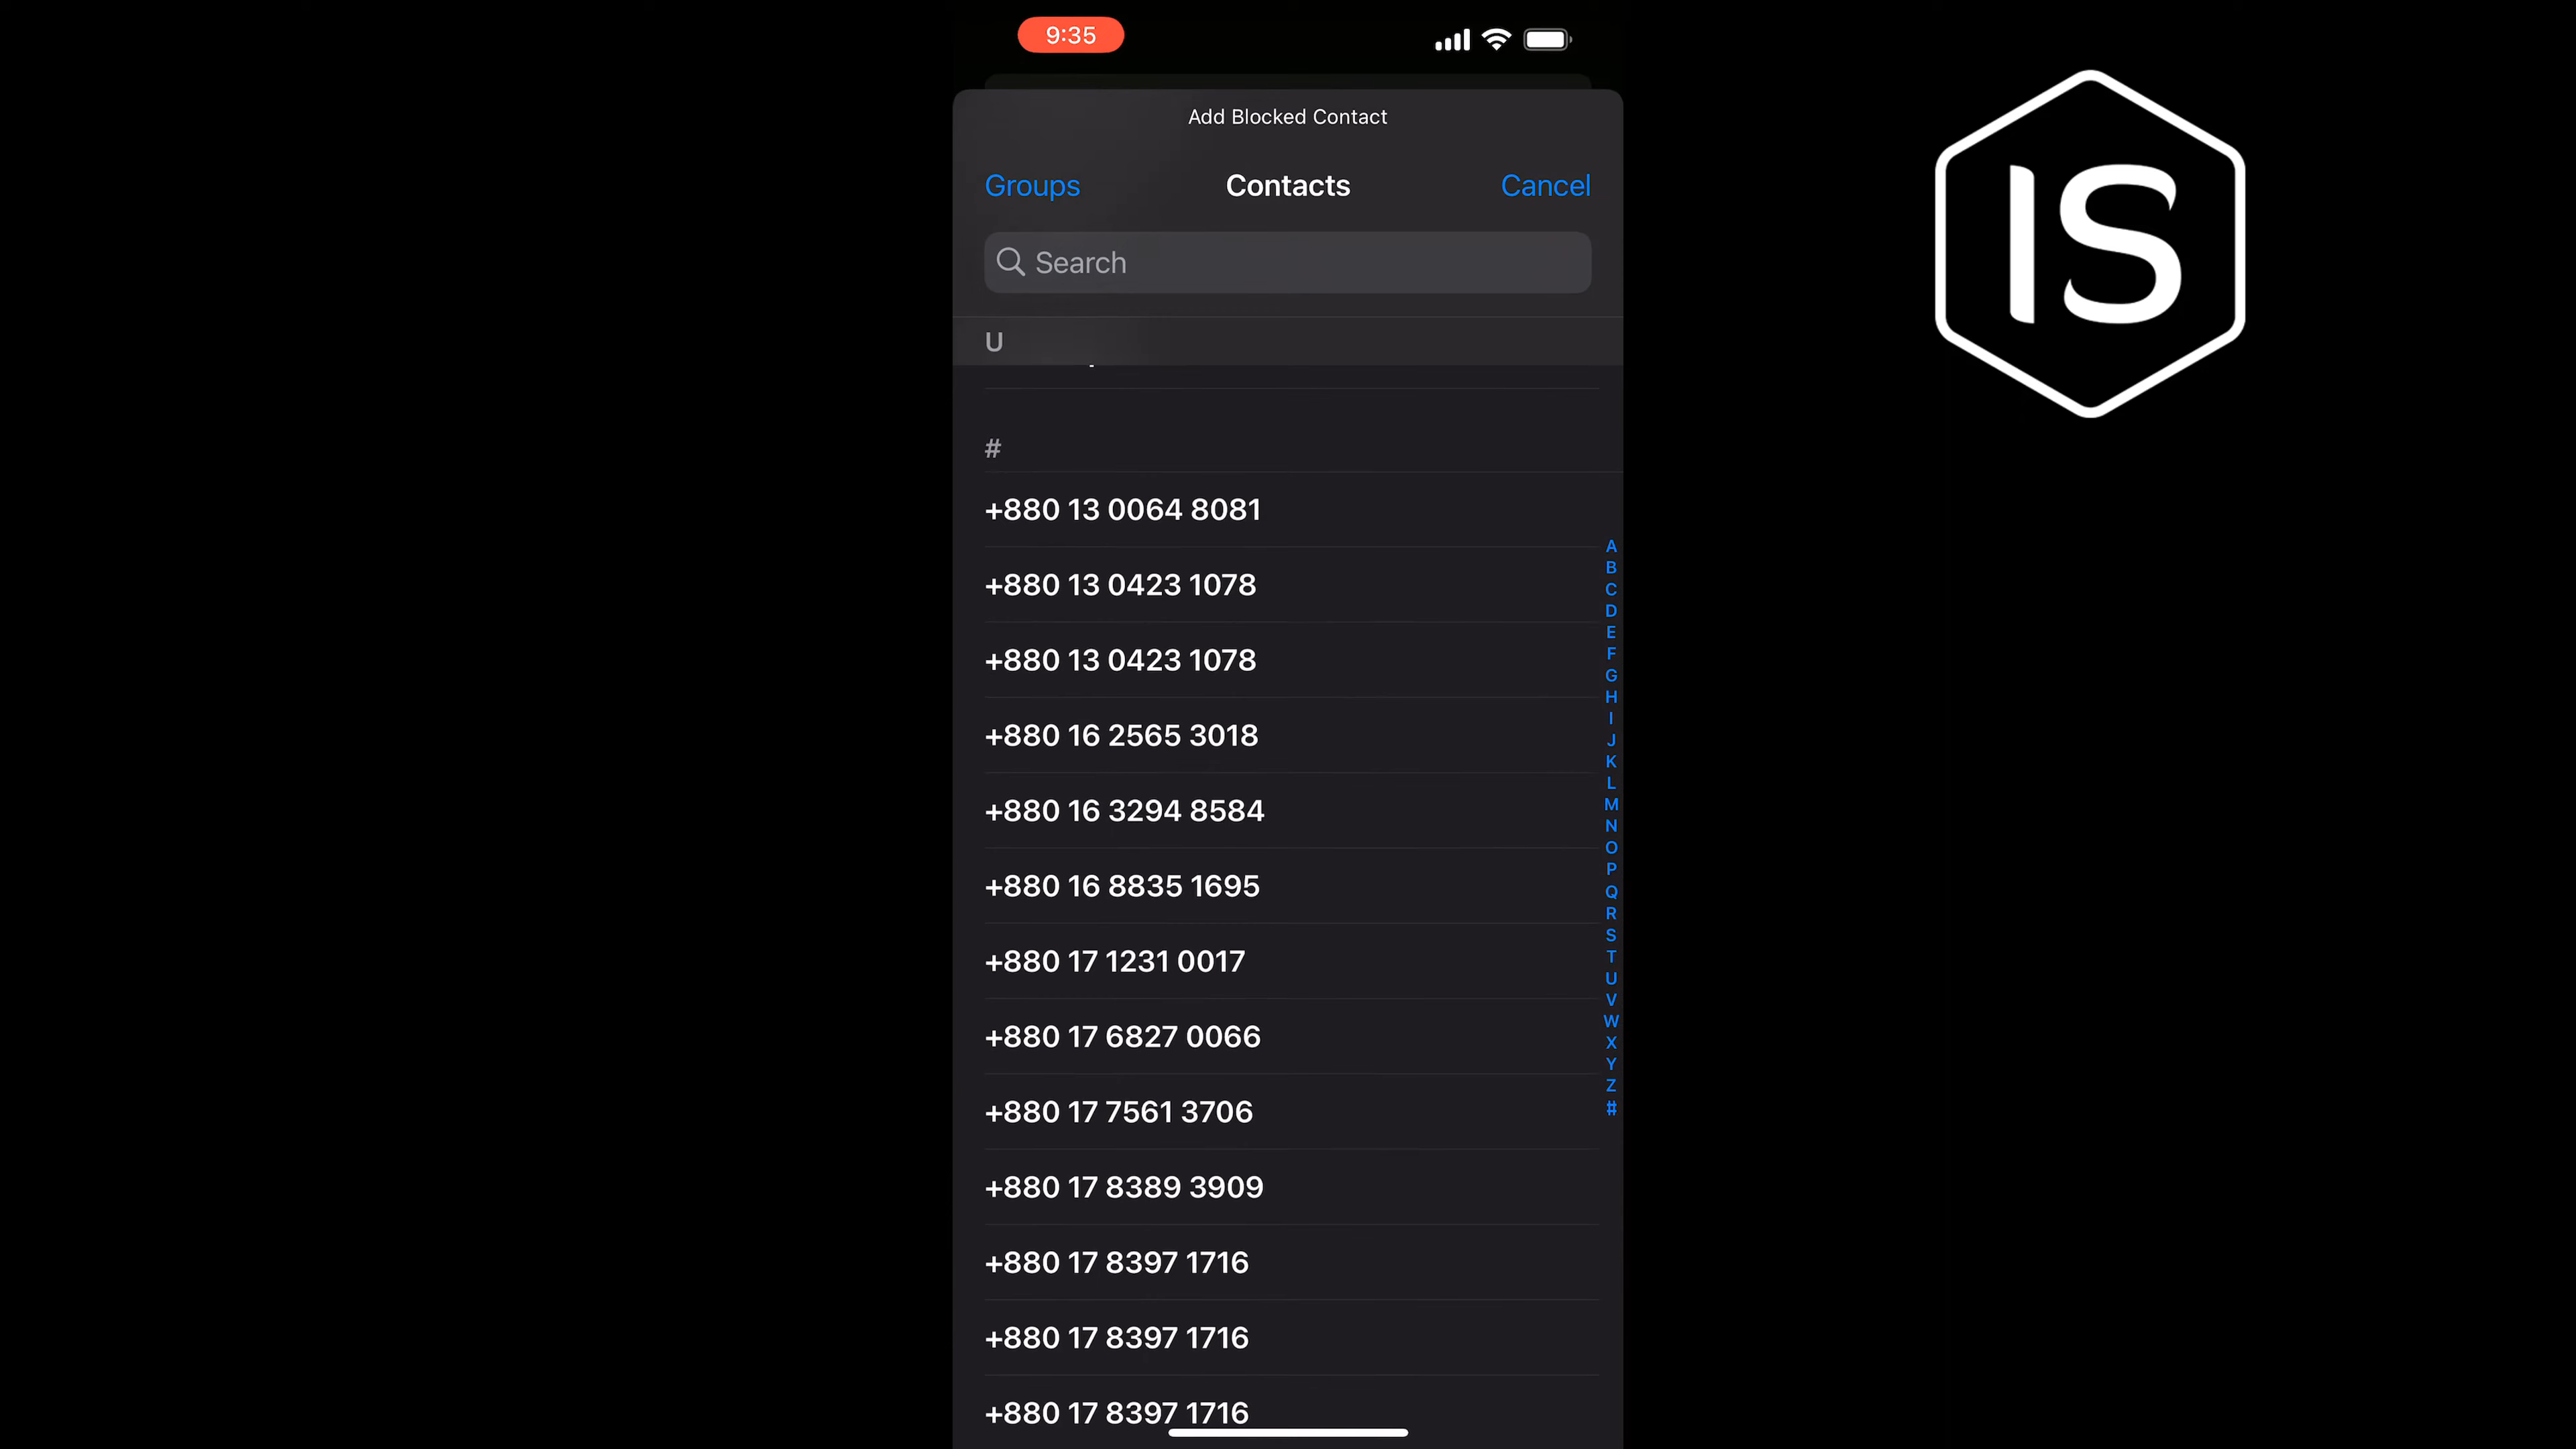 9:35
Add Blocked Contact
Groups Contacts Cancel
Search
U
#
+880 13 0064 8081
+880 13 0423 1078
+880 13 0423 1078
+880 16 2565 3018
+880 16 3294 8584
+880 16 8835 1695
+880 17 1231 0017
+880 17 6827 0066
+880 17 7561 3706
+880 17 8389 3909
+880 17 8397 1716
+880 17 8397 1716
+880 17 8397 1716
A
B
C
D
E
F
G
H
I
J
K
L
M
N
O
P
Q
R
S
T
U
V
W
X
Y
Z
#
IS